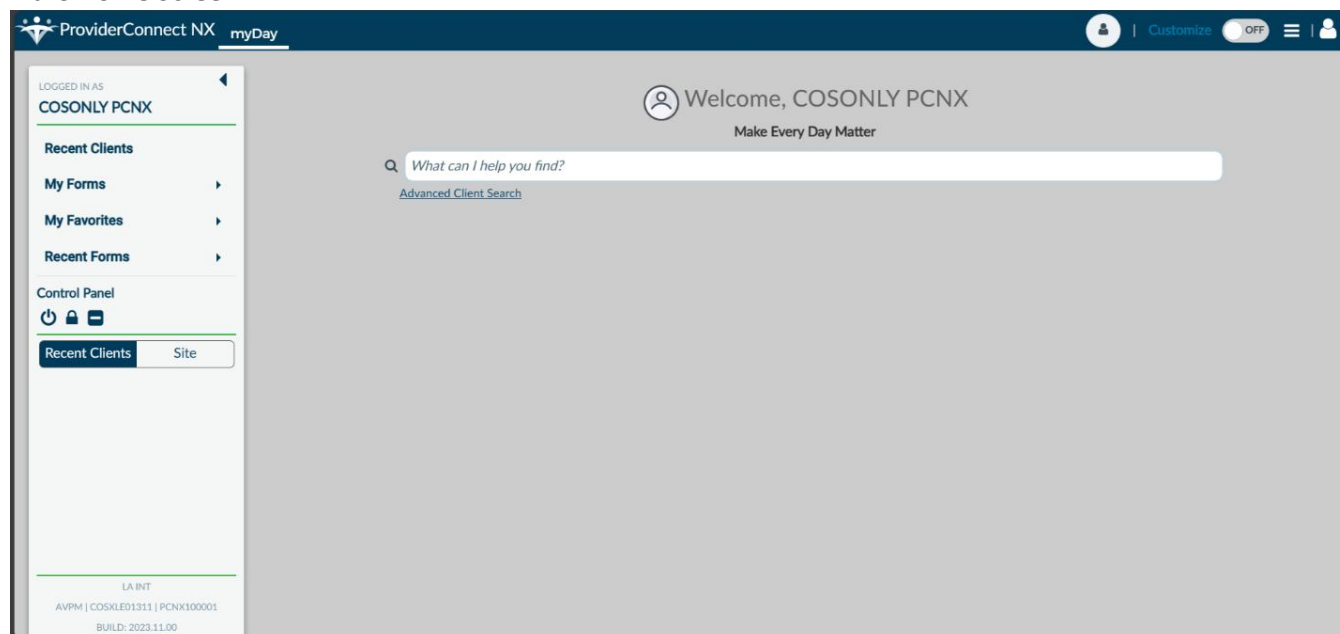 ProviderConnect NX myDay | Customize OFF |
LOGGED IN AS
COSONLY PCNX
Recent Clients
My Forms
My Favorites
Recent Forms
Control Panel
Recent Clients Site
LA INT
AVPM | COSXLE01311 | PCNX100001
BUILD: 2023.11.00
Welcome, COSONLY PCNX
Make Every Day Matter
What can I help you find?
Advanced Client Search